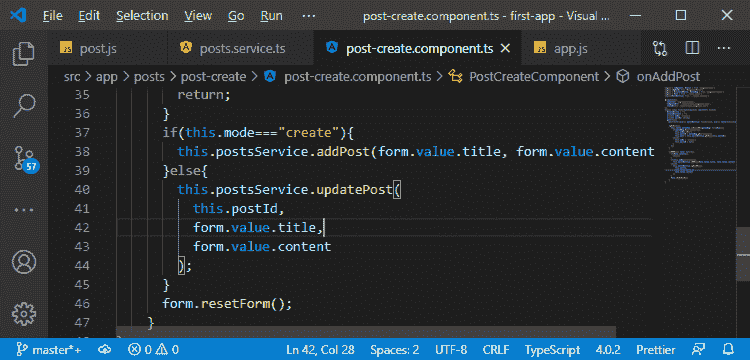 File Edit Selection View Go Run ··· post-create.component.ts - first-app - Visual ...
JS post.js posts.service.ts post-create.component.ts JS app.js ···
src > app > posts > post-create > post-create.component.ts > PostCreateComponent > onAddPost
35 return;
36 }
37 if(this.mode==="create"){
38 this.postsService.addPost(form.value.title, form.value.content
39 }else{
40 this.postsService.updatePost(
41 this.postId,
42 form.value.title,
43 form.value.content
44 );
45 }
46 form.resetForm();
47 }
57
master*+ 0 0 Ln 42, Col 28 Spaces: 2 UTF-8 CRLF TypeScript 4.0.2 Prettier